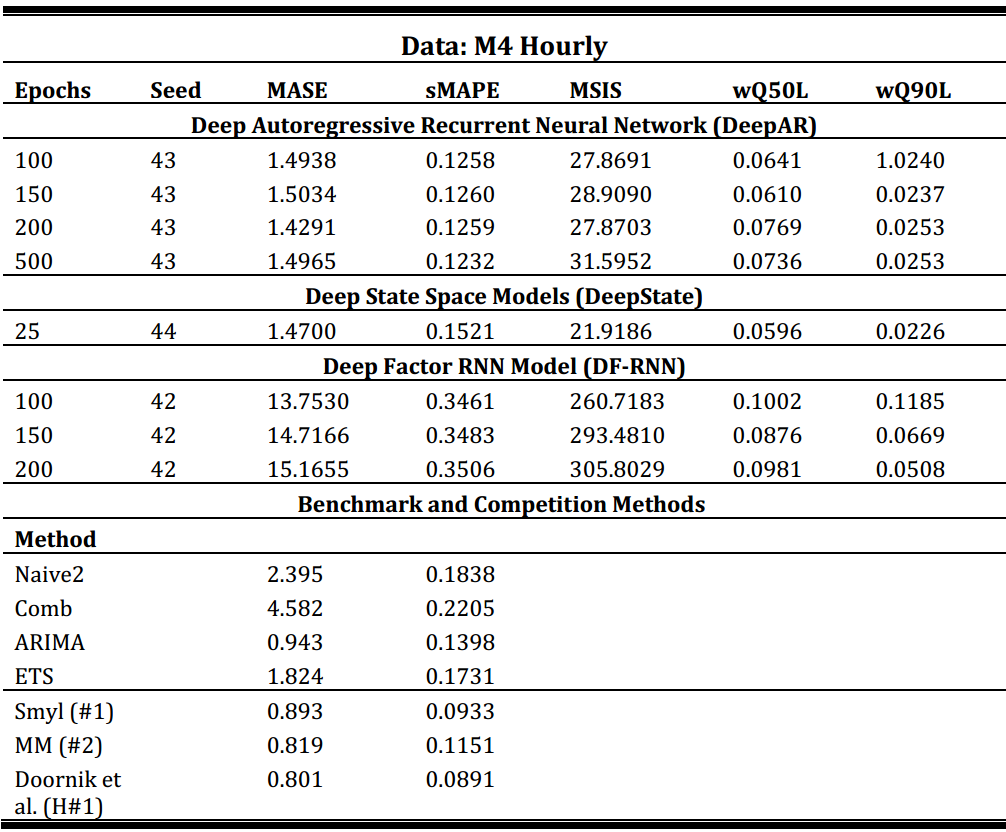 Data: M4 Hourly
Epochs Seed MASE sMAPE MSIS wQ50L wQ90L
Deep Autoregressive Recurrent Neural Network (DeepAR)
100 43 1.4938 0.1258 27.8691 0.0641 1.0240
150 43 1.5034 0.1260 28.9090 0.0610 0.0237
200 43 1.4291 0.1259 27.8703 0.0769 0.0253
500 43 1.4965 0.1232 31.5952 0.0736 0.0253
Deep State Space Models (DeepState)
25 44 1.4700 0.1521 21.9186 0.0596 0.0226
Deep Factor RNN Model (DF-RNN)
100 42 13.7530 0.3461 260.7183 0.1002 0.1185
150 42 14.7166 0.3483 293.4810 0.0876 0.0669
200 42 15.1655 0.3506 305.8029 0.0981 0.0508
Benchmark and Competition Methods
Method
Naive2 2.395 0.1838
Comb 4.582 0.2205
ARIMA 0.943 0.1398
ETS 1.824 0.1731
Smyl (#1) 0.893 0.0933
MM (#2) 0.819 0.1151
Doornik et 0.801 0.0891
al. (H#1)